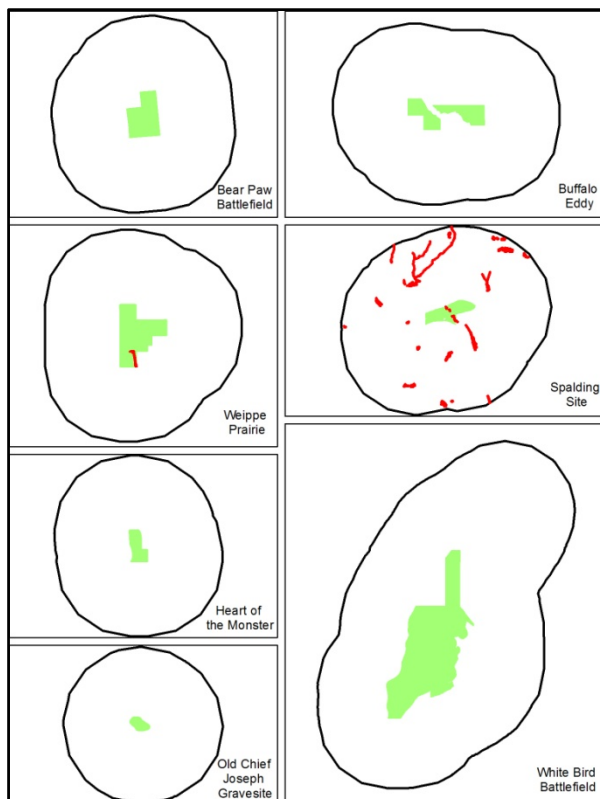 Bear Paw
Battlefield
Buffalo
Eddy
Weippe
Prairie
Spalding
Site
Heart of
the Monster
Old Chief
Joseph
Gravesite
White Bird
Battlefield